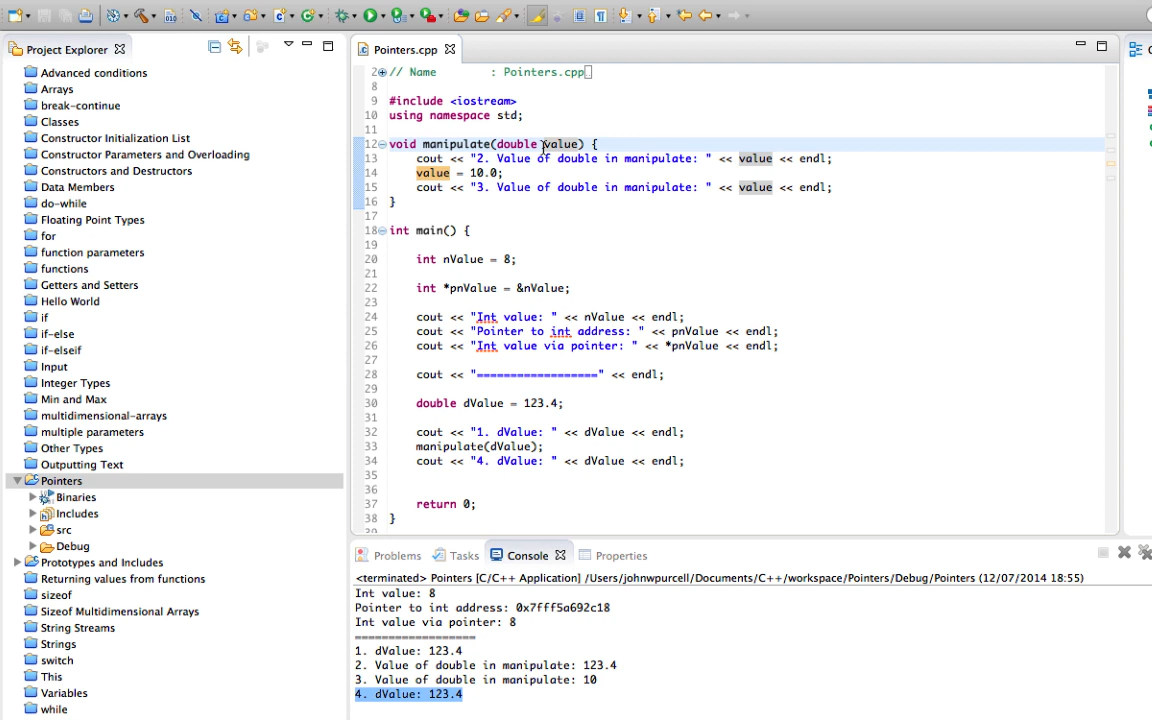 Project Explorer
Advanced conditions
Arrays
break-continue
Classes
Constructor Initialization List
Constructor Parameters and Overloading
Constructors and Destructors
Data Members
do-while
Floating Point Types
for
function parameters
functions
Getters and Setters
Hello World
if
if-else
if-elseif
Input
Integer Types
Min and Max
multidimensional-arrays
multiple parameters
Other Types
Outputting Text
Pointers
Binaries
Includes
src
Debug
Prototypes and Includes
Returning values from functions
sizeof
Sizeof Multidimensional Arrays
String Streams
Strings
switch
This
Variables
while
Pointers.cpp
2 // Name : Pointers.cpp
8
9 #include <iostream>
10 using namespace std;
11
12 void manipulate(double value) {
13 cout << "2. Value of double in manipulate: " << value << endl;
14 value = 10.0;
15 cout << "3. Value of double in manipulate: " << value << endl;
16 }
17
18 int main() {
19
20 int nValue = 8;
21
22 int *pnValue = &nValue;
23
24 cout << "Int value: " << nValue << endl;
25 cout << "Pointer to int address: " << pnValue << endl;
26 cout << "Int value via pointer: " << *pnValue << endl;
27
28 cout << "==================" << endl;
29
30 double dValue = 123.4;
31
32 cout << "1. dValue: " << dValue << endl;
33 manipulate(dValue);
34 cout << "4. dValue: " << dValue << endl;
35
36
37 return 0;
38 }
Problems Tasks Console Properties
<terminated> Pointers [C/C++ Application] /Users/johnwpurcell/Documents/C++/workspace/Pointers/Debug/Pointers (12/07/2014 18:55)
Int value: 8
Pointer to int address: 0x7fff5a692c18
Int value via pointer: 8
==================
1. dValue: 123.4
2. Value of double in manipulate: 123.4
3. Value of double in manipulate: 10
4. dValue: 123.4